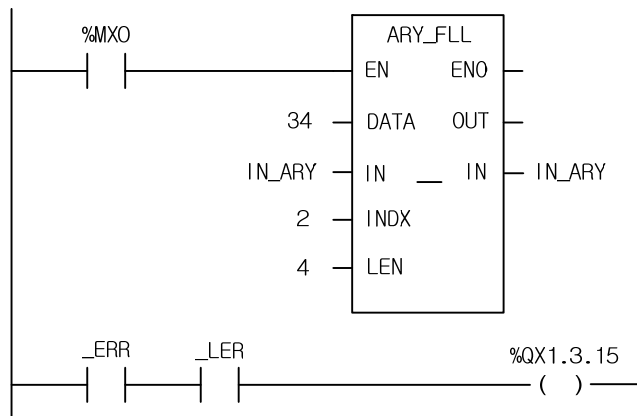 %MX0 ARY_FLL
EN ENO
34 DATA OUT
IN_ARY IN IN IN_ARY
2 INDX
4 LEN
_ERR _LER %QX1.3.15
( )